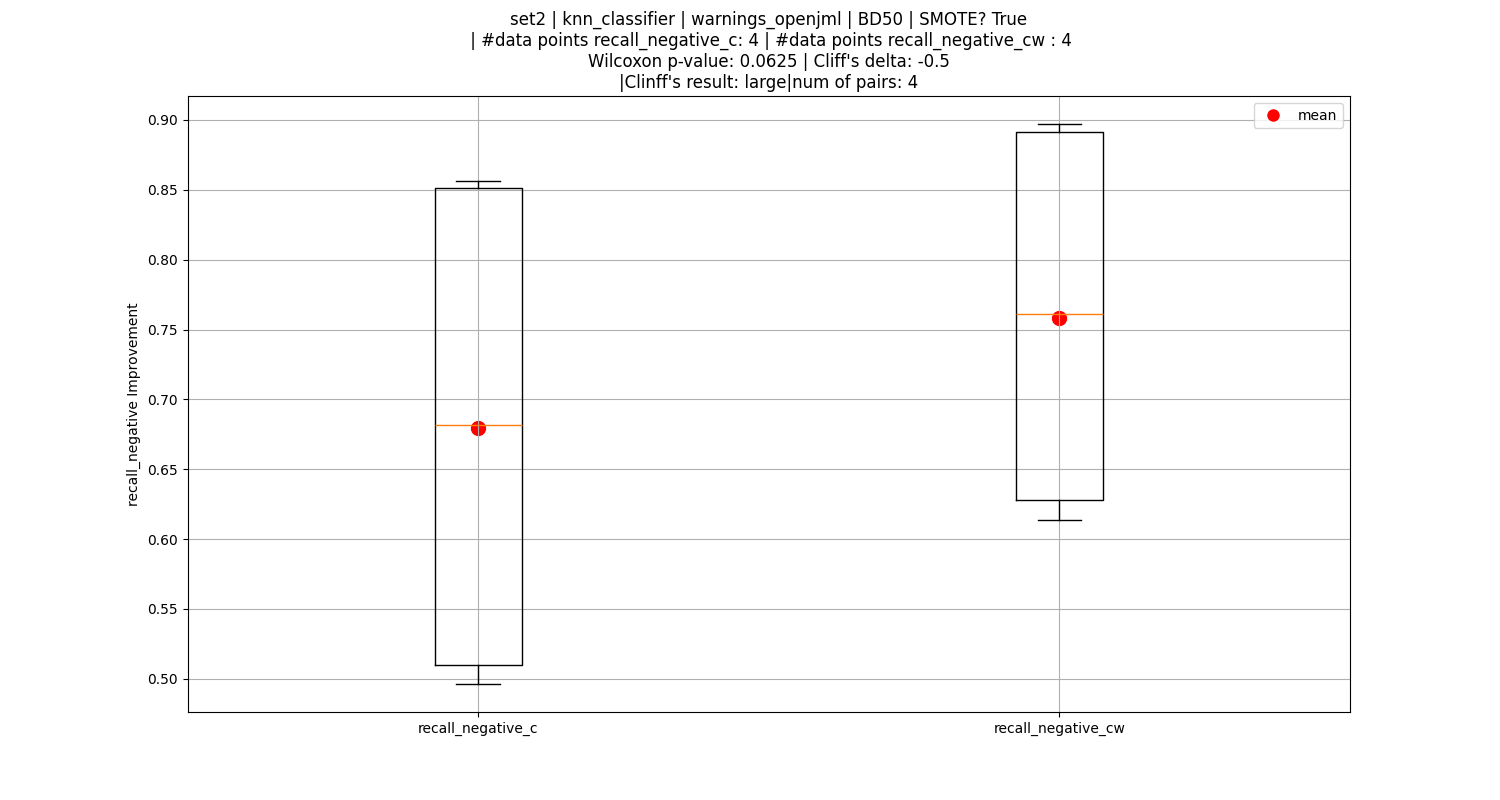 set2 | knn_classifier | warnings_openjml | BD50 | SMOTE? True
| #data points recall_negative_c: 4 | #data points recall_negative_cw : 4
Wilcoxon p-value: 0.0625 | Cliff's delta: -0.5
|Clinff's result: large|num of pairs: 4
mean
0.90
0.85
0.80
0.75
0.70
0.65
0.60
0.55
0.50
recall_negative Improvement
recall_negative_c
recall_negative_cw